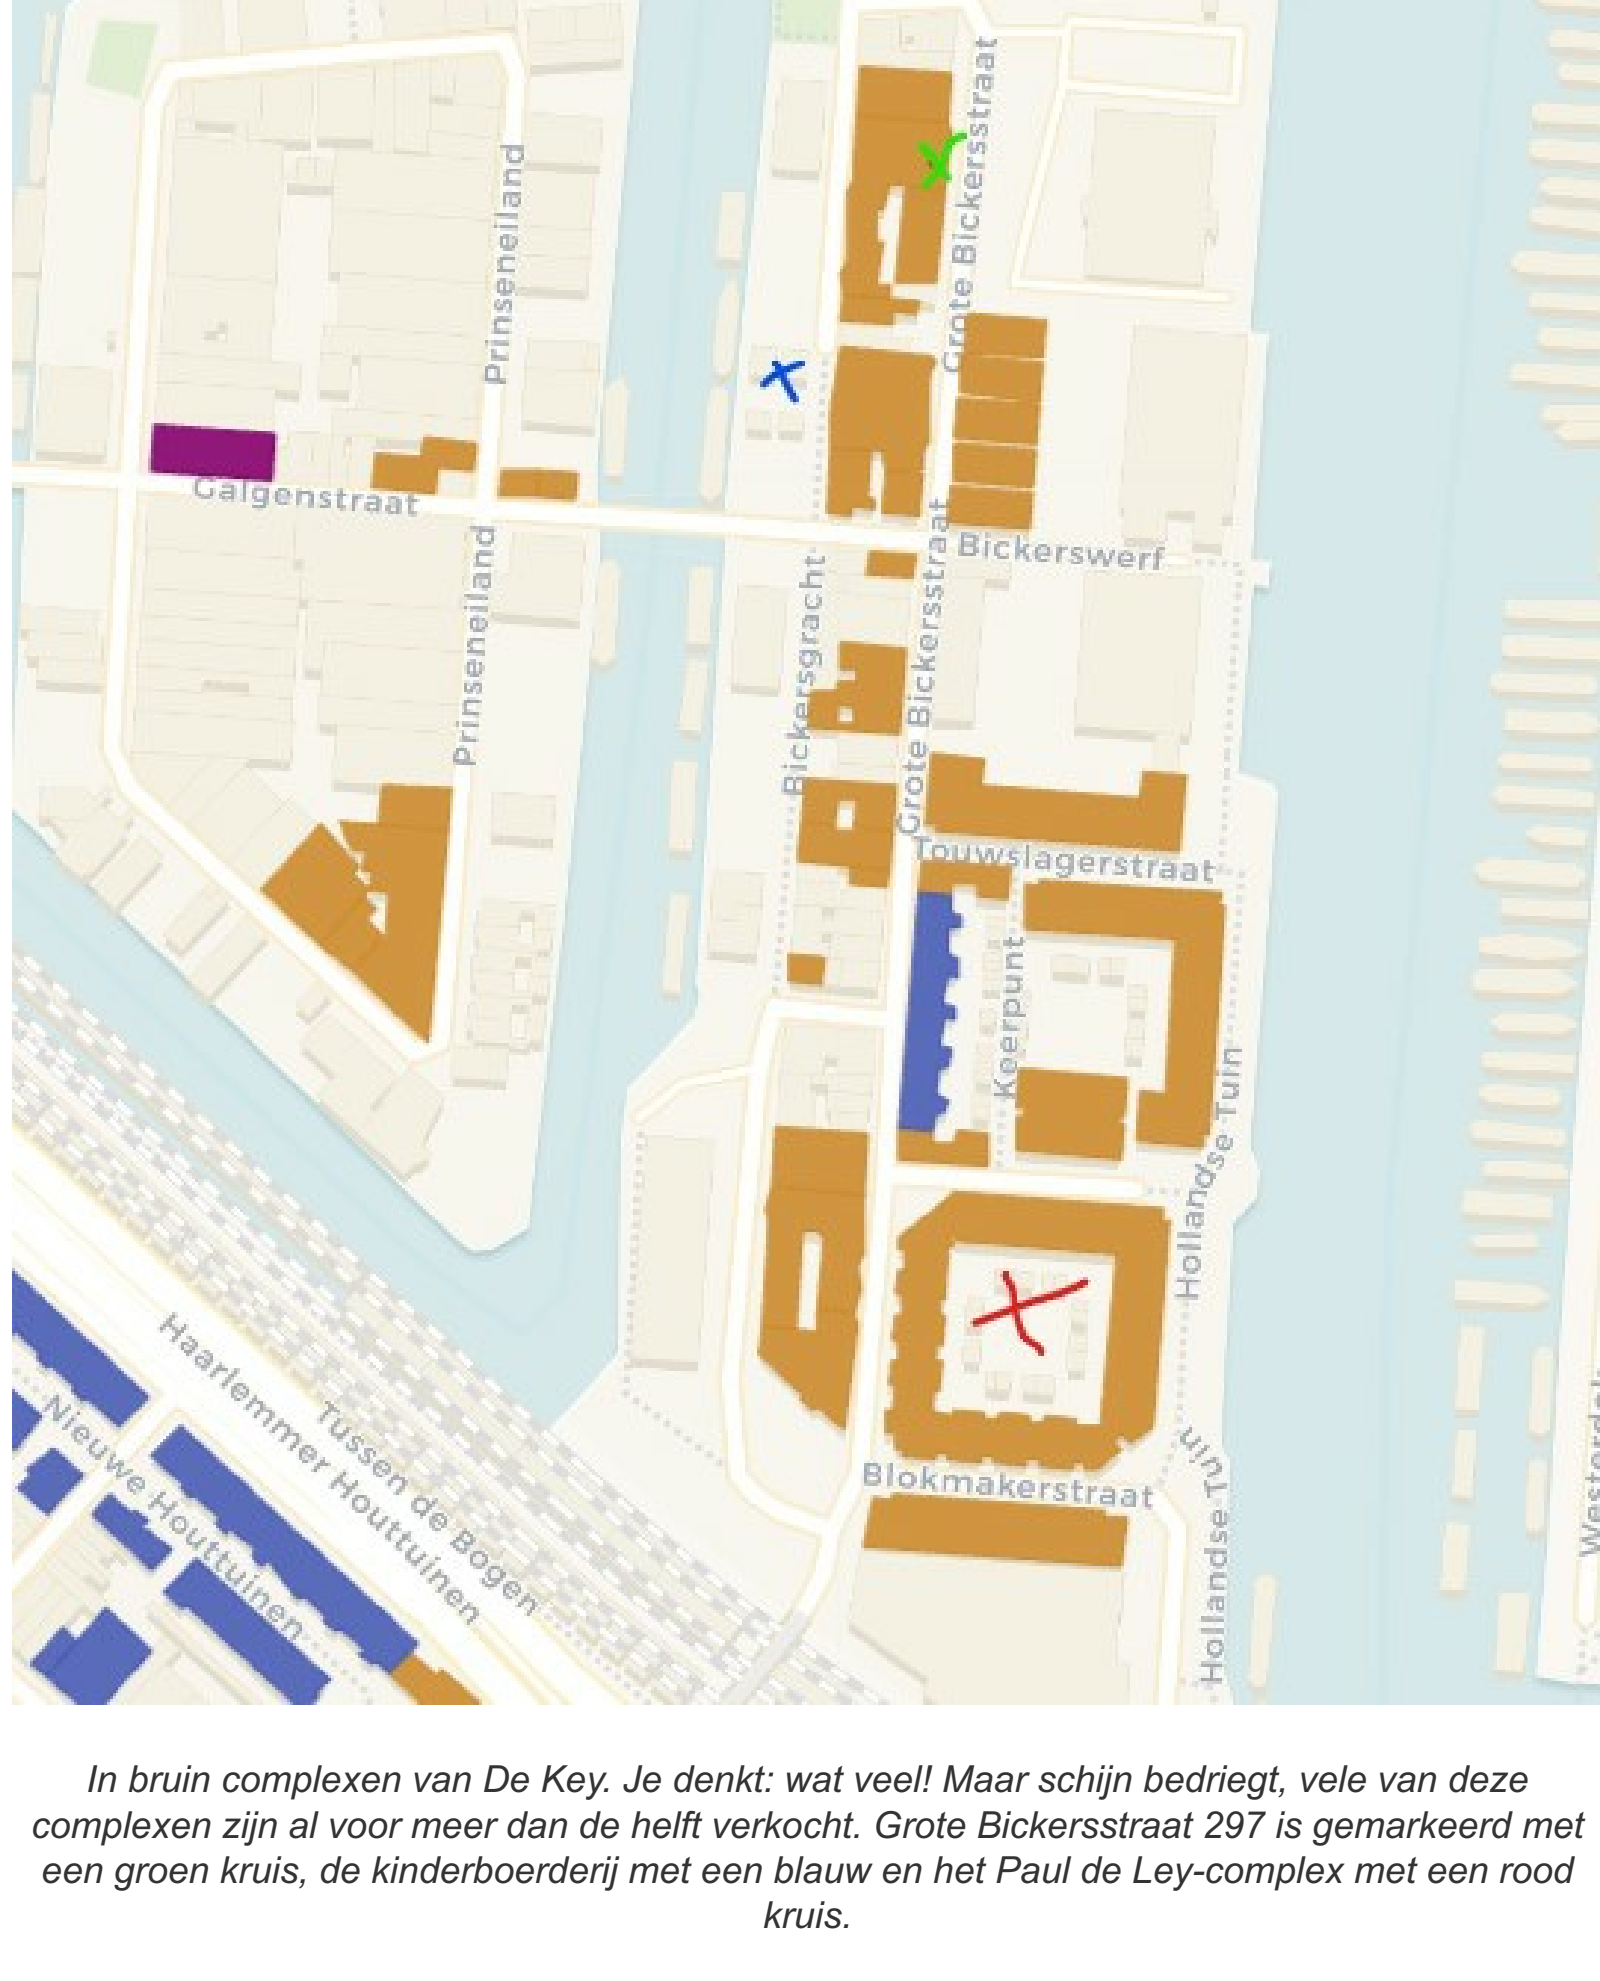 Grote Bickersstraat
Prinseneiland
Galgenstraat
Grote Bickersstraat
Bickerswerf
Prinseneiland
Bickersgracht
Touwslagerstraat
Keerpunt
Hollandse Tuin
Haarlemmer Houttuinen
Tussen de Bogen
Nieuwe Houttuinen
Blokmakerstraat
Hollandse Tuin
In bruin complexen van De Key. Je denkt: wat veel! Maar schijn bedriegt, vele van deze
complexen zijn al voor meer dan de helft verkocht. Grote Bickersstraat 297 is gemarkeerd met
een groen kruis, de kinderboerderij met een blauw en het Paul de Ley-complex met een rood
kruis.